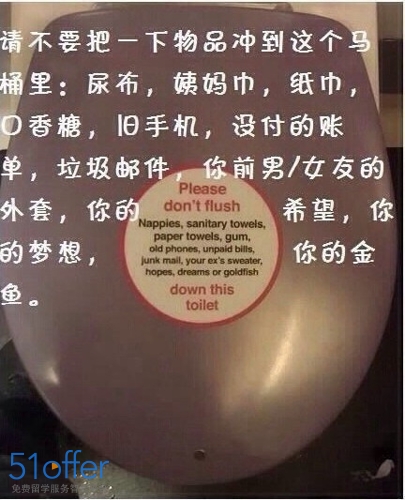 请不要把一下物品冲到这个马
桶里：尿布，姨妈巾，纸巾，
口香糖，旧手机，没付的账
单，垃圾邮件，你前男/女友的
外套，你的希望，你
的梦想，你的金
鱼。
Please
don't flush
Nappies, sanitary towels,
paper towels, gum,
old phones, unpaid bills,
junk mail, your ex's sweater,
hopes, dreams or goldfish
down this
toilet
51offer
免费留学服务